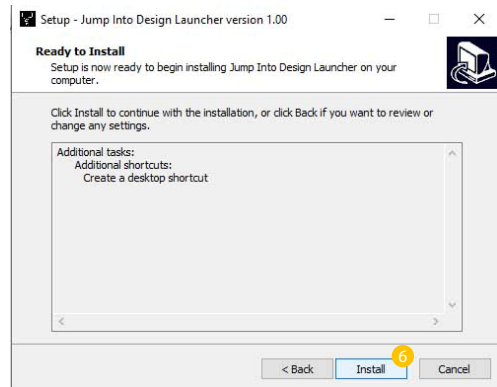 Setup - Jump Into Design Launcher version 1.00
Ready to Install
Setup is now ready to begin installing Jump Into Design Launcher on your
computer.
Click Install to continue with the installation, or click Back if you want to review or
change any settings.
Additional tasks:
Additional shortcuts:
Create a desktop shortcut
6
< Back Install Cancel